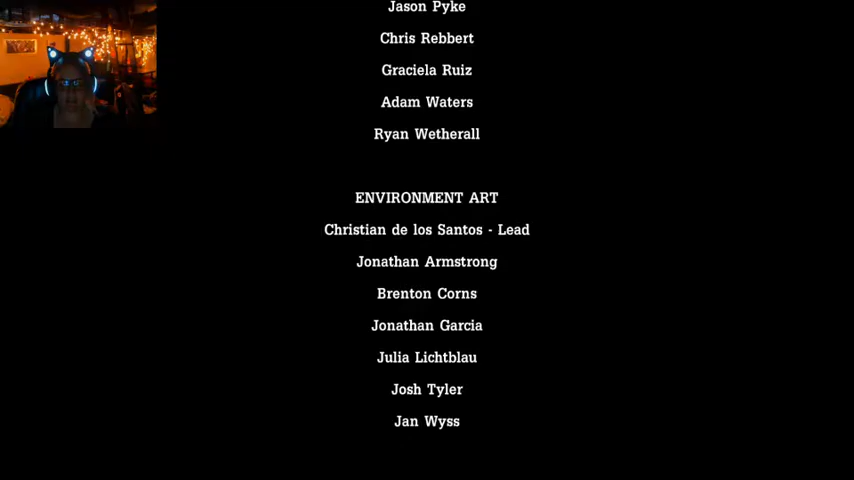 Jason Pyke
Chris Rebbert
Graciela Ruiz
Adam Waters
Ryan Wetherall
ENVIRONMENT ART
Christian de los Santos - Lead
Jonathan Armstrong
Brenton Corns
Jonathan Garcia
Julia Lichtblau
Josh Tyler
Jan Wyss